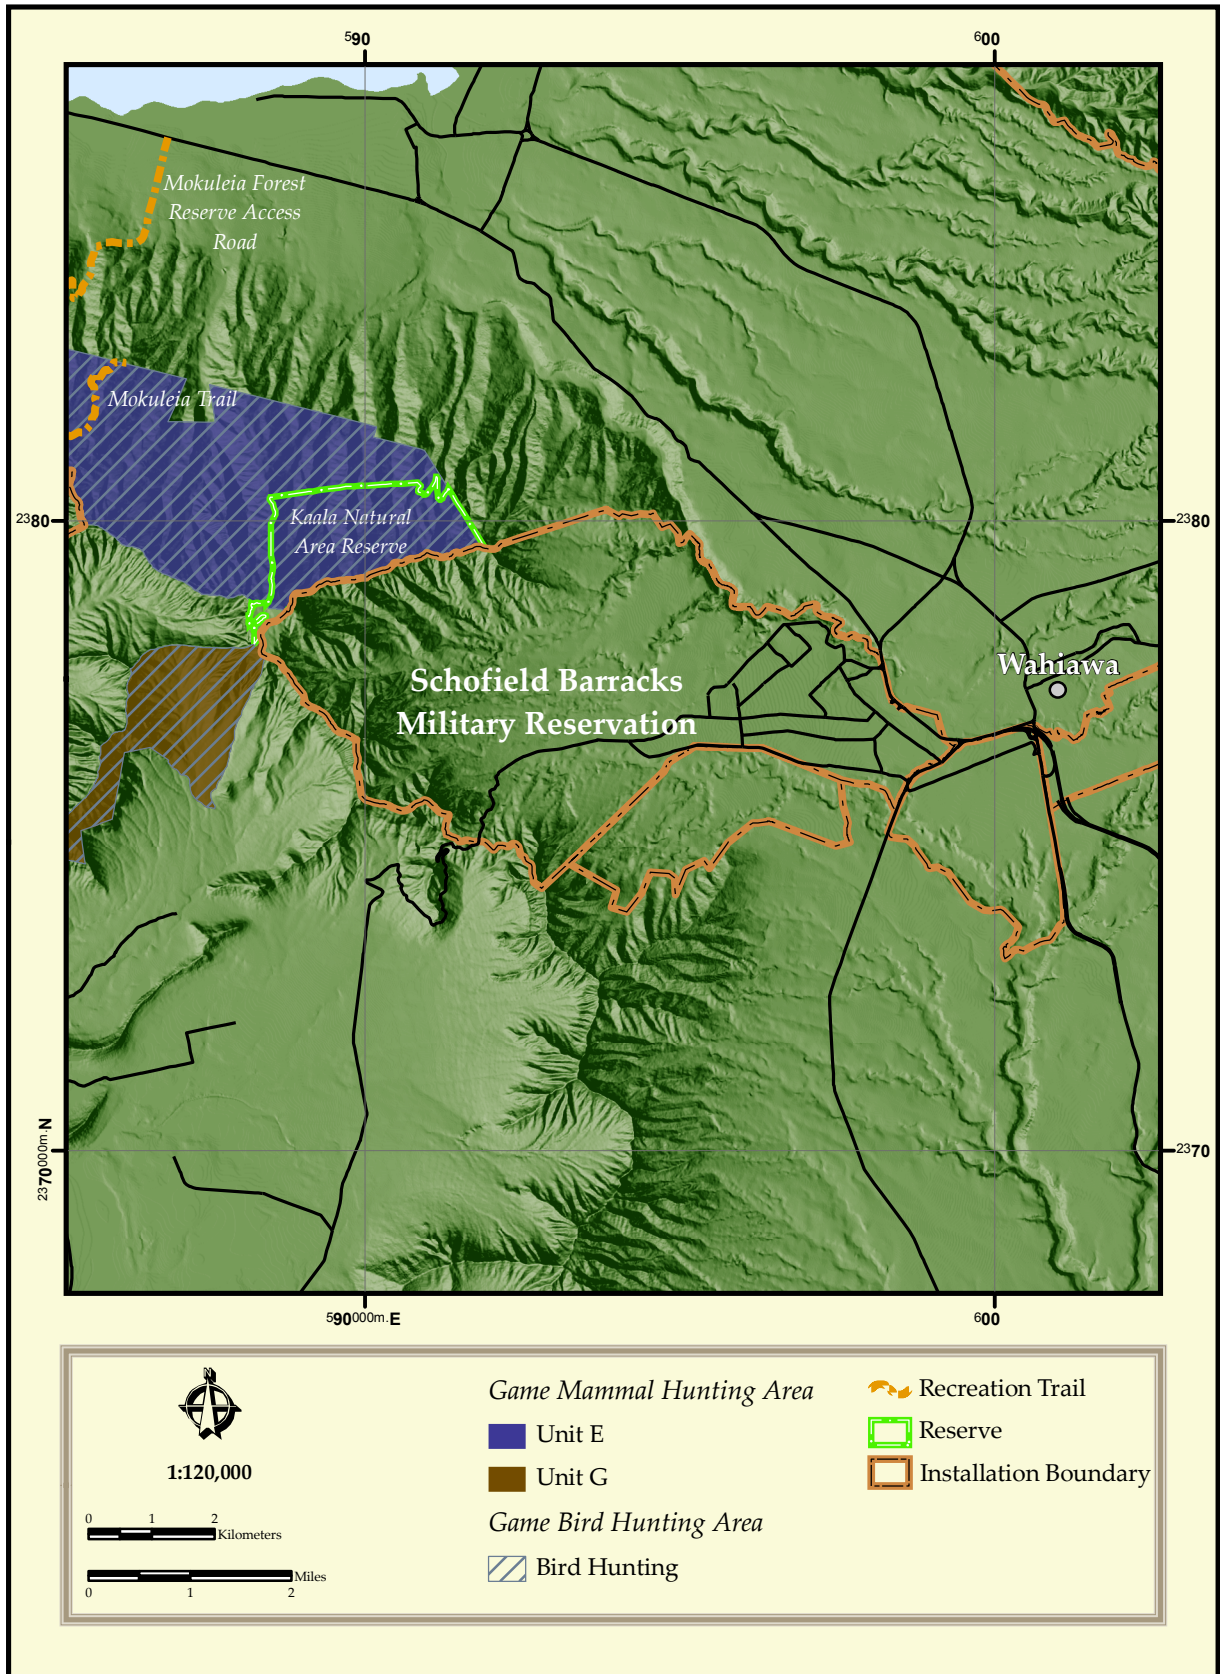 590
600
Mokuleia Forest
Reserve Access
Road
Mokuleia Trail
2380
2380
Kaala Natural
Area Reserve
Wahiawa
Schofield Barracks
Military Reservation
2370000m.N
2370
590000m.E
600
N
1:120,000
0 1 2
Kilometers
Miles
0 1 2
Game Mammal Hunting Area
Unit E
Unit G
Game Bird Hunting Area
Bird Hunting
Recreation Trail
Reserve
Installation Boundary